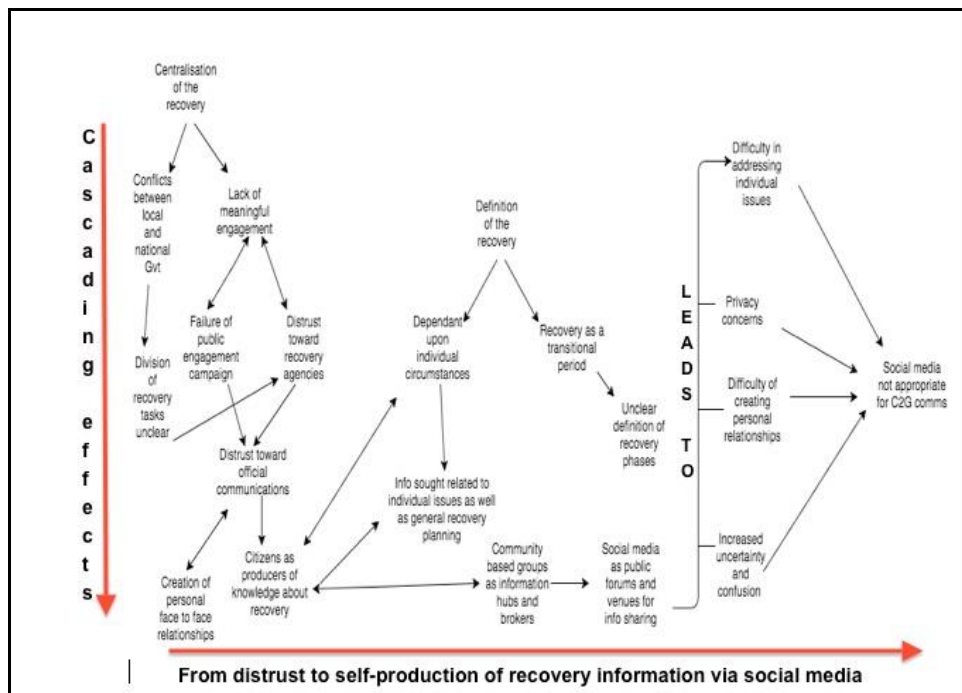 Centralisation
of the
recovery
Cascading effects
Conflicts
between
local
and
national
Gvt
Lack of
meaningful
engagement
Division
of
recovery
tasks
unclear
Failure of
public
engagement
campaign
Distrust
toward
recovery
agencies
Distrust toward
official
communications
Creation of
personal
face to face
relationships
Citizens as
producers of
knowledge about
recovery
Definition
of the
recovery
Dependant
upon
individual
circumstances
Recovery as a
transitional
period
Unclear
definition of
recovery
phases
Info sought related to
individual issues as well
as general recovery
planning
Community
based groups
as information
hubs and
brokers
Social media
as public
forums and
venues for
info sharing
LEADS TO
Difficulty in
addressing
individual
issues
Privacy
concerns
Difficulty of
creating
personal
relationships
Increased
uncertainty
and
confusion
Social media
not appropriate
for C2G comms
From distrust to self-production of recovery information via social media